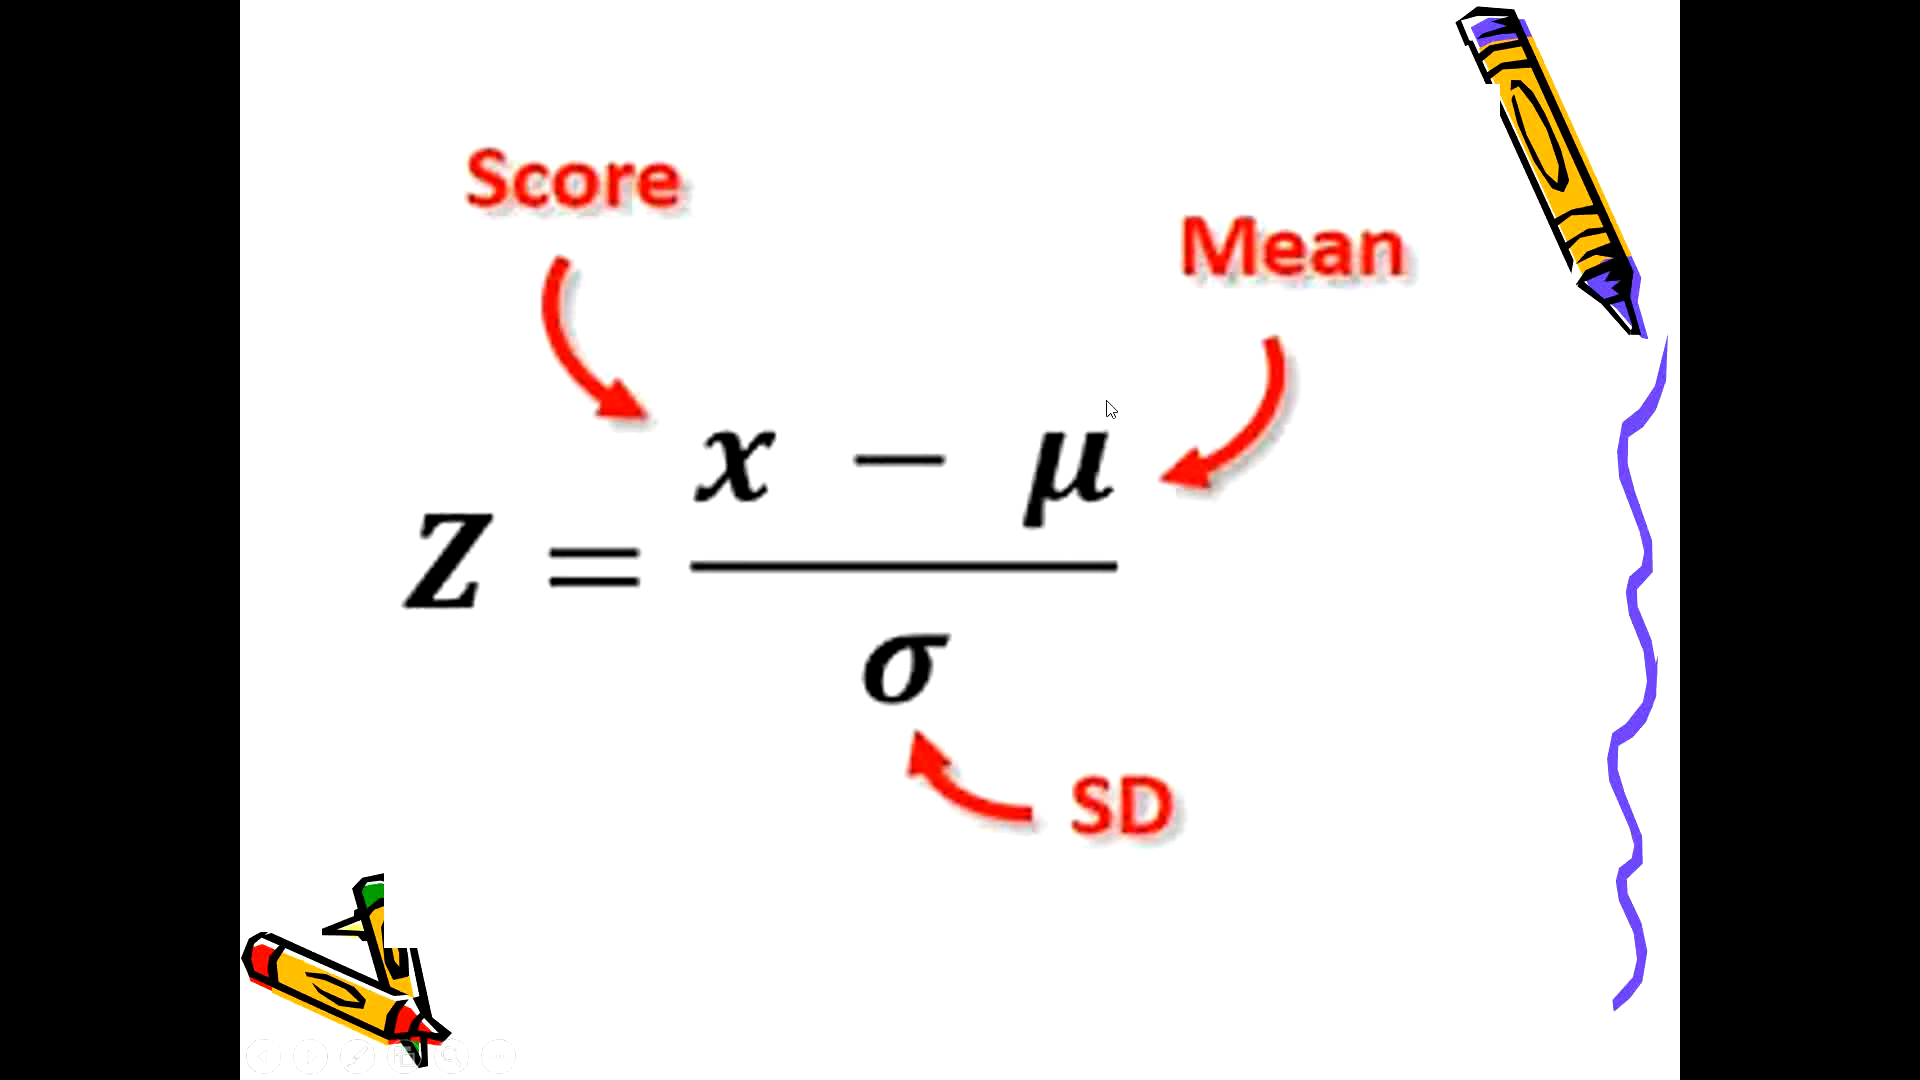 Score
Mean
Z = x − μ / σ
SD